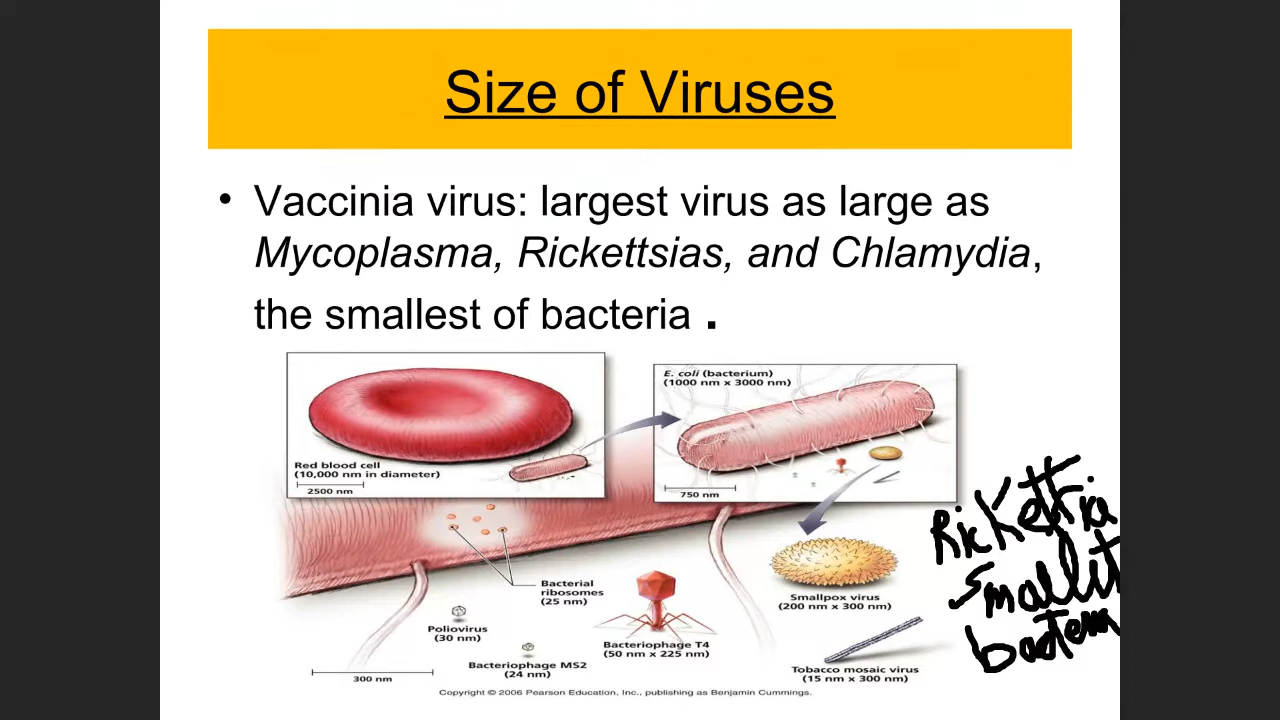 Size of Viruses
• Vaccinia virus: largest virus as large as
Mycoplasma, Rickettsias, and Chlamydia,
the smallest of bacteria .
E. coli (bacterium)
(1000 nm x 3000 nm)
Red blood cell
(10,000 nm in diameter)
2500 nm
750 nm
Bacterial
ribosomes
(25 nm)
Smallpox virus
(200 nm x 300 nm)
Poliovirus
(30 nm)
Bacteriophage T4
(50 nm x 225 nm)
Bacteriophage MS2
(24 nm)
Tobacco mosaic virus
(15 nm x 300 nm)
300 nm
Copyright © 2006 Pearson Education, Inc., publishing as Benjamin Cummings.
Rickettria
smallest